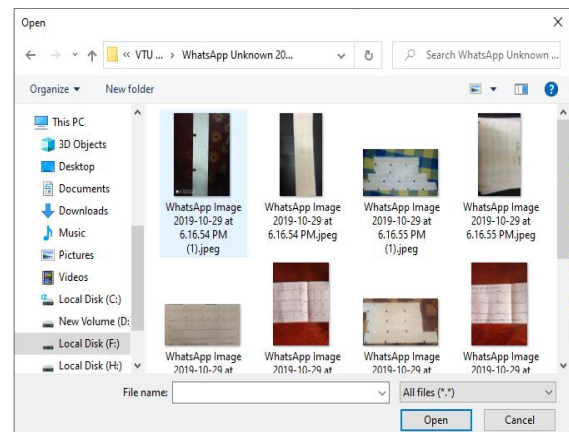 Open
« VTU ... > WhatsApp Unknown 20...
Search WhatsApp Unknown ...
Organize
New folder
This PC
3D Objects
Desktop
Documents
Downloads
Music
Pictures
Videos
Local Disk (C:)
New Volume (D:
Local Disk (F:)
Local Disk (H:)
WhatsApp Image
2019-10-29 at
6.16.54 PM
(1).jpeg
WhatsApp Image
2019-10-29 at
6.16.54 PM.jpeg
WhatsApp Image
2019-10-29 at
6.16.55 PM
(1).jpeg
WhatsApp Image
2019-10-29 at
6.16.55 PM.jpeg
WhatsApp Image
2019-10-29 at
WhatsApp Image
2019-10-29 at
WhatsApp Image
2019-10-29 at
WhatsApp Image
2019-10-29 at
File name:
All files (*.*)
Open
Cancel